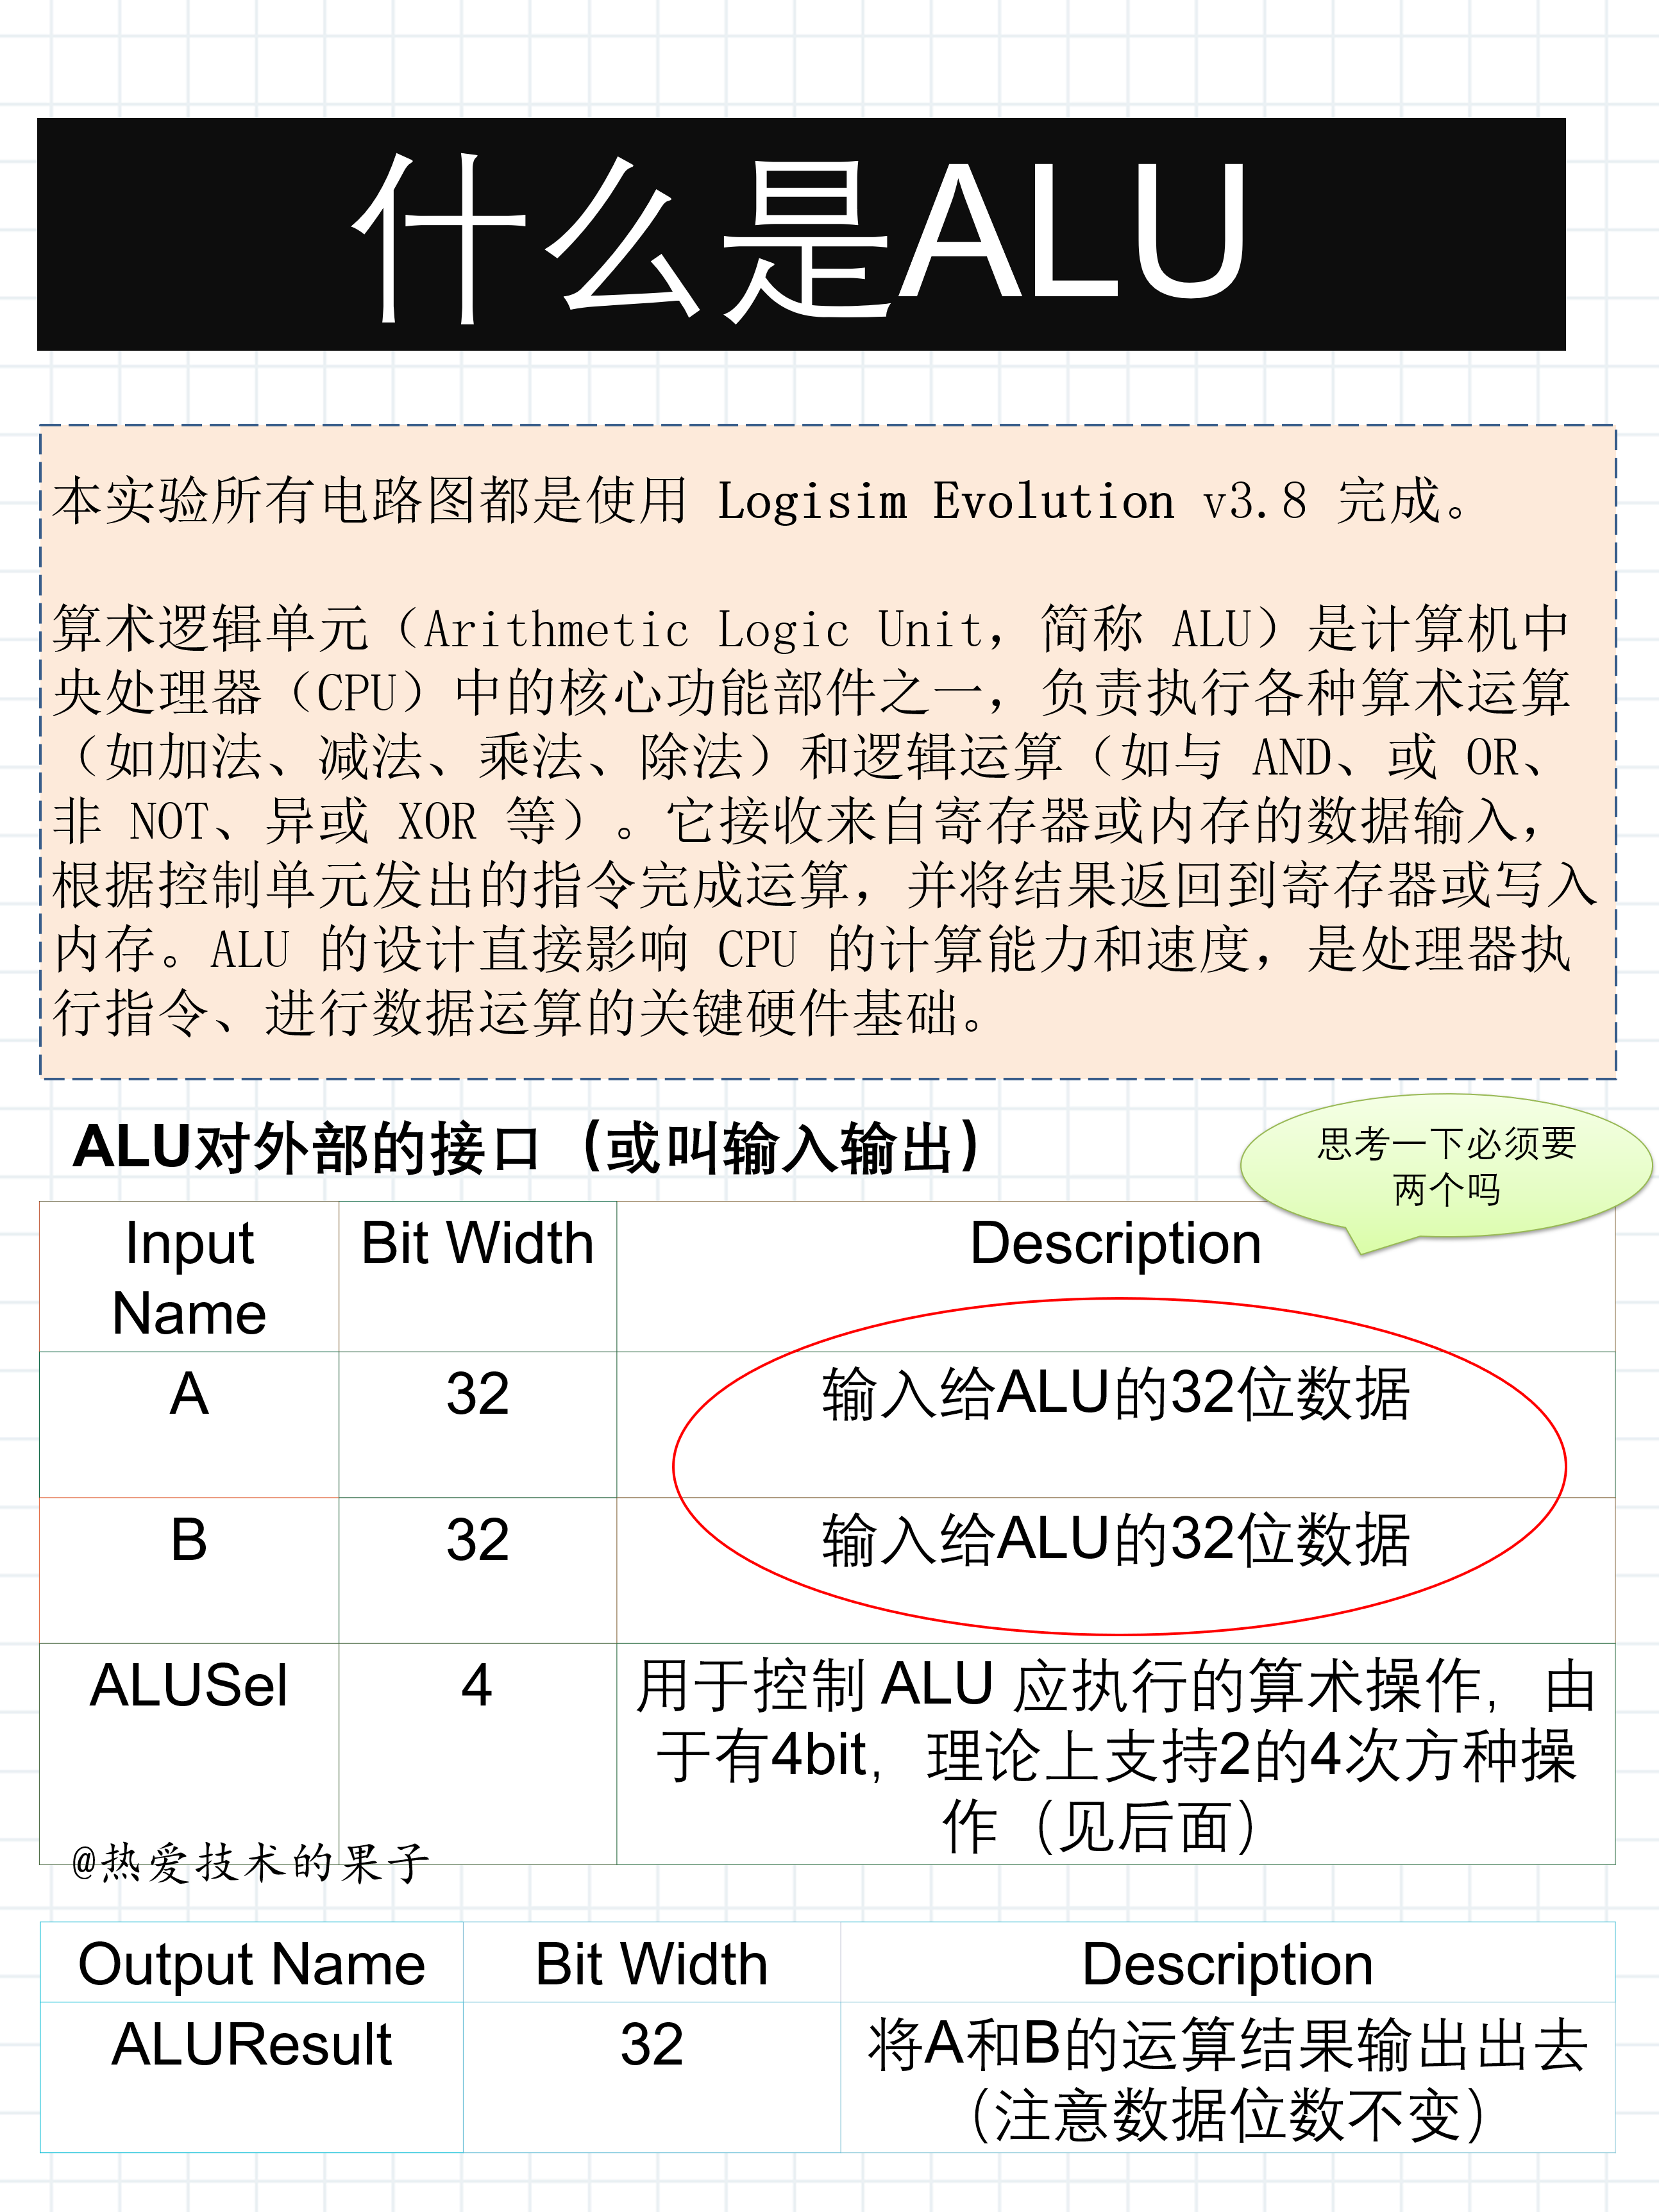 什么是ALU
本实验所有电路图都是使用 Logisim Evolution v3.8 完成。
算术逻辑单元（Arithmetic Logic Unit，简称 ALU）是计算机中
央处理器（CPU）中的核心功能部件之一，负责执行各种算术运算
（如加法、减法、乘法、除法）和逻辑运算（如与 AND、或 OR、
非 NOT、异或 XOR 等）。它接收来自寄存器或内存的数据输入，
根据控制单元发出的指令完成运算，并将结果返回到寄存器或写入
内存。ALU 的设计直接影响 CPU 的计算能力和速度，是处理器执
行指令、进行数据运算的关键硬件基础。
ALU对外部的接口（或叫输入输出）
思考一下必须要
两个吗
Input
Name
Bit Width
Description
A
32
输入给ALU的32位数据
B
32
输入给ALU的32位数据
ALUSel
4
用于控制 ALU 应执行的算术操作，由
于有4bit，理论上支持2的4次方种操
作（见后面）
@热爱技术的果子
Output Name
Bit Width
Description
ALUResult
32
将A和B的运算结果输出出去
（注意数据位数不变）